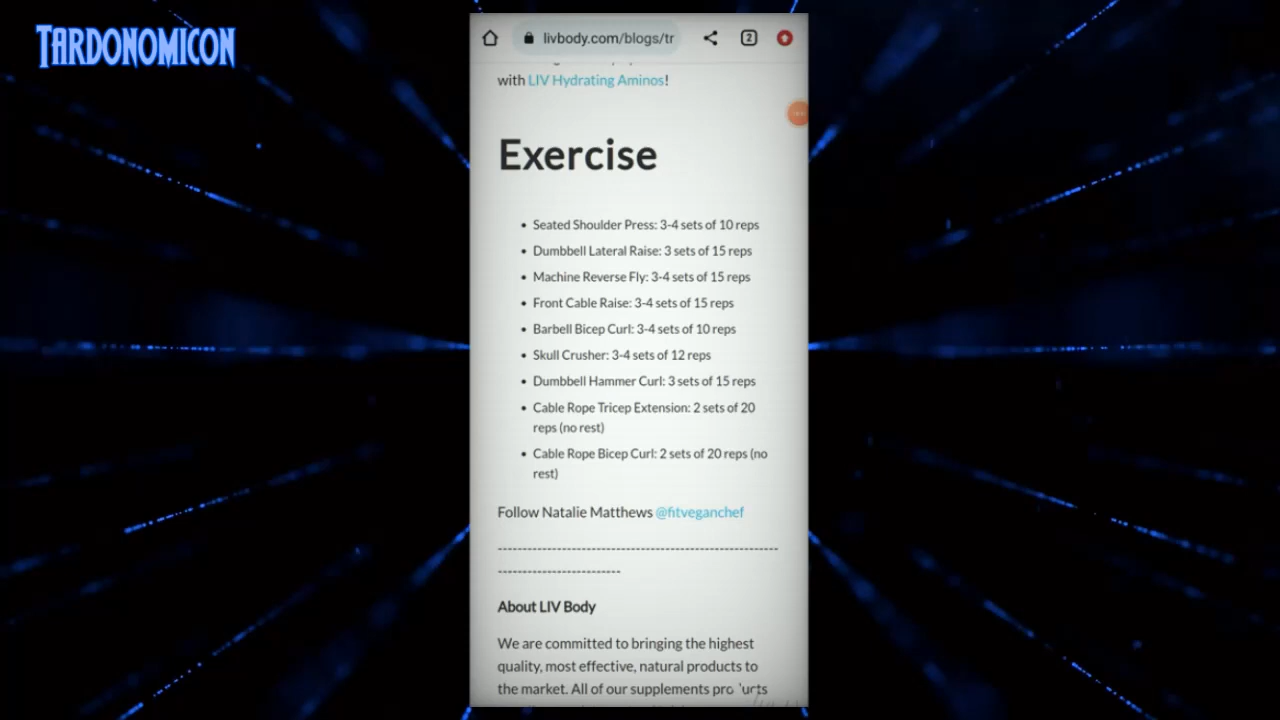 TARDONOMICON
livbody.com/blogs/tr
2
with LIV Hydrating Aminos!
Exercise
• Seated Shoulder Press: 3-4 sets of 10 reps
• Dumbbell Lateral Raise: 3 sets of 15 reps
• Machine Reverse Fly: 3-4 sets of 15 reps
• Front Cable Raise: 3-4 sets of 15 reps
• Barbell Bicep Curl: 3-4 sets of 10 reps
• Skull Crusher: 3-4 sets of 12 reps
• Dumbbell Hammer Curl: 3 sets of 15 reps
• Cable Rope Tricep Extension: 2 sets of 20
reps (no rest)
• Cable Rope Bicep Curl: 2 sets of 20 reps (no
rest)
Follow Natalie Matthews @fitveganchef
--------------------------------------------------------
-------------------------
About LIV Body
We are committed to bringing the highest
quality, most effective, natural products to
the market. All of our supplements